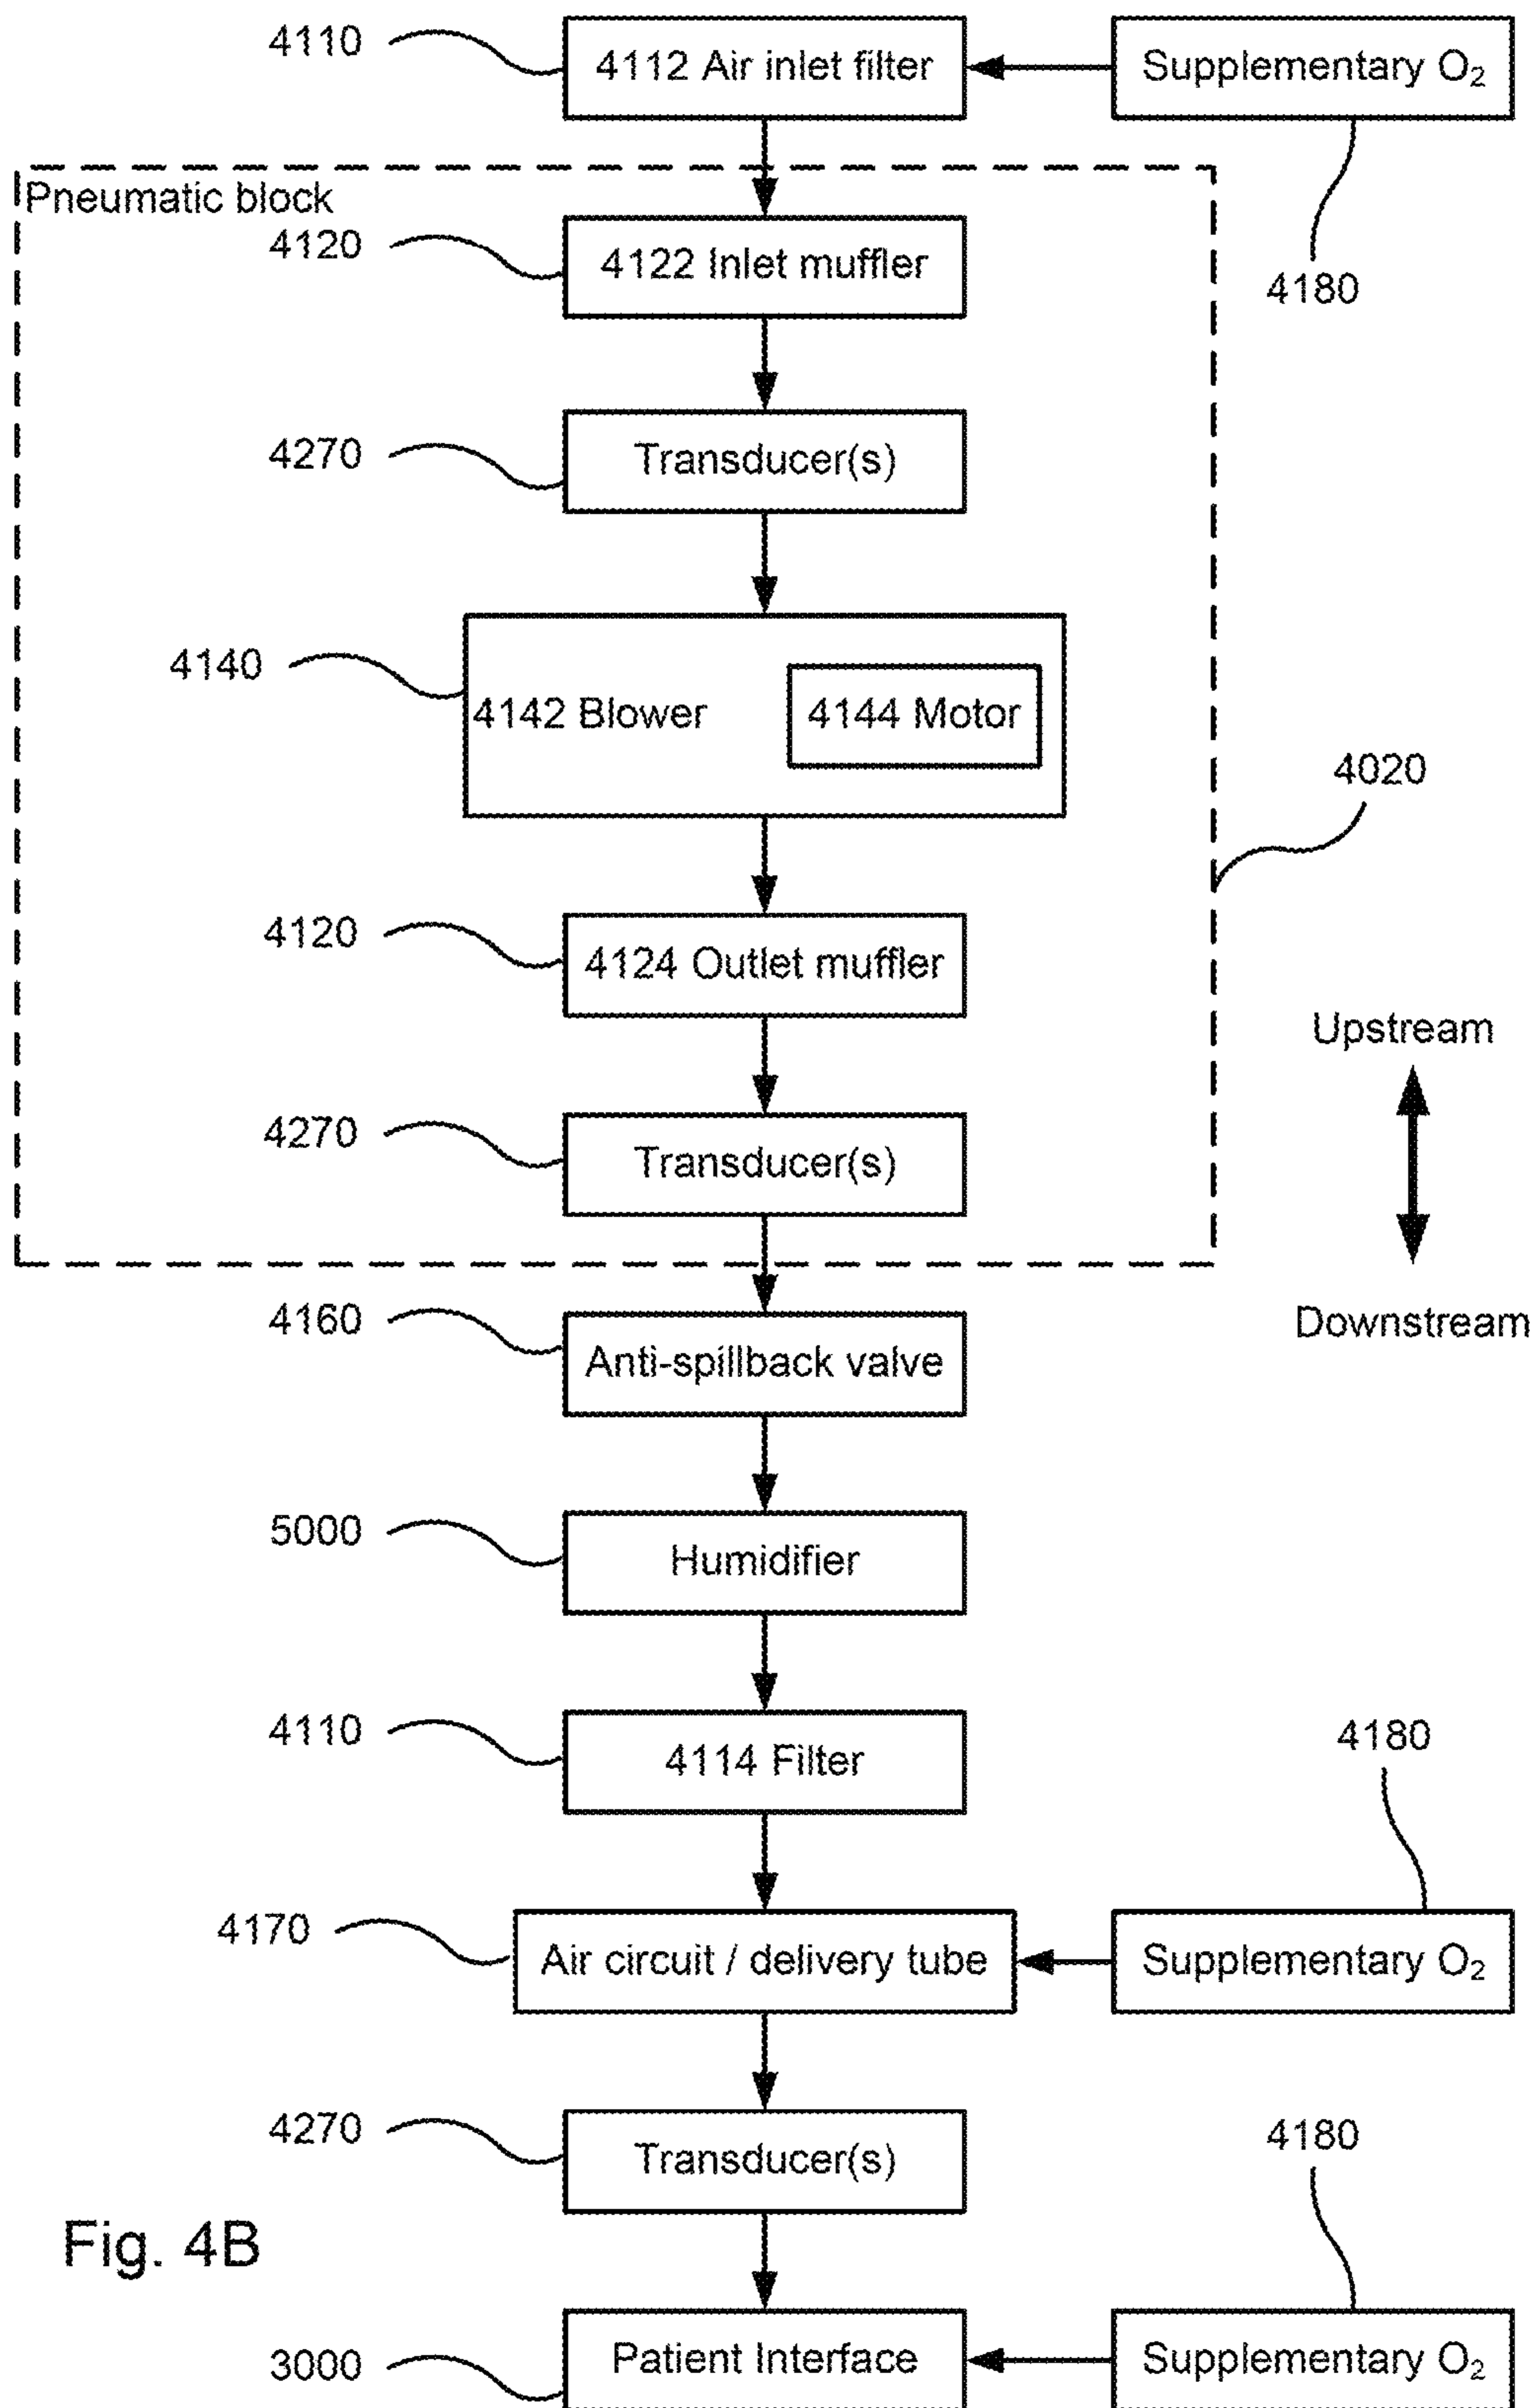 4110
4112 Air inlet filter
Supplementary O₂
Pneumatic block
4120
4122 Inlet muffler
4180
4270
Transducer(s)
4140
4142 Blower
4144 Motor
4020
4120
4124 Outlet muffler
Upstream
4270
Transducer(s)
4160
Anti-spillback valve
Downstream
5000
Humidifier
4110
4114 Filter
4180
4170
Air circuit / delivery tube
Supplementary O₂
4270
Transducer(s)
4180
Fig. 4B
3000
Patient Interface
Supplementary O₂